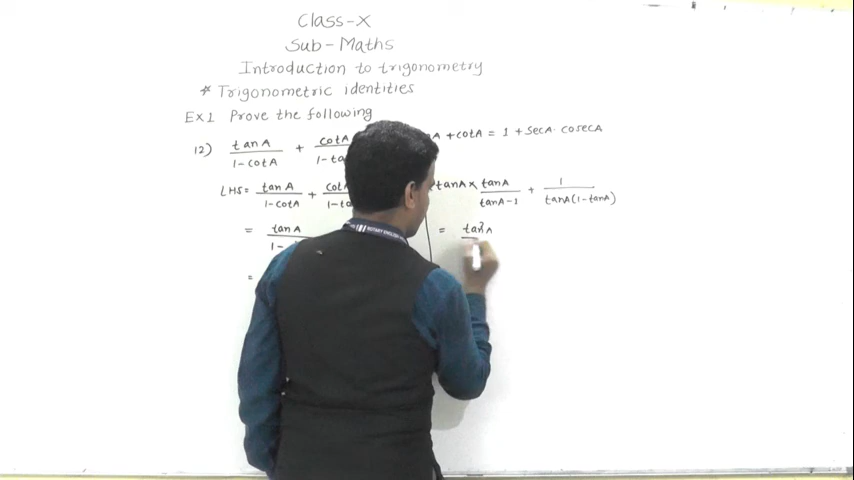 Class-X
Sub-Maths
Introduction to trigonometry
* Trigonometric identities
Ex1 Prove the following
12) tanA / 1-cotA + cotA / 1-ta A + cotA = 1 + SecA · CosecA
LHS = tanA / 1-cotA + cot / 1-t
= tanA / 1-
=
tanA × tanA / tanA-1 + 1 / tanA(1-tanA)
= tan²A